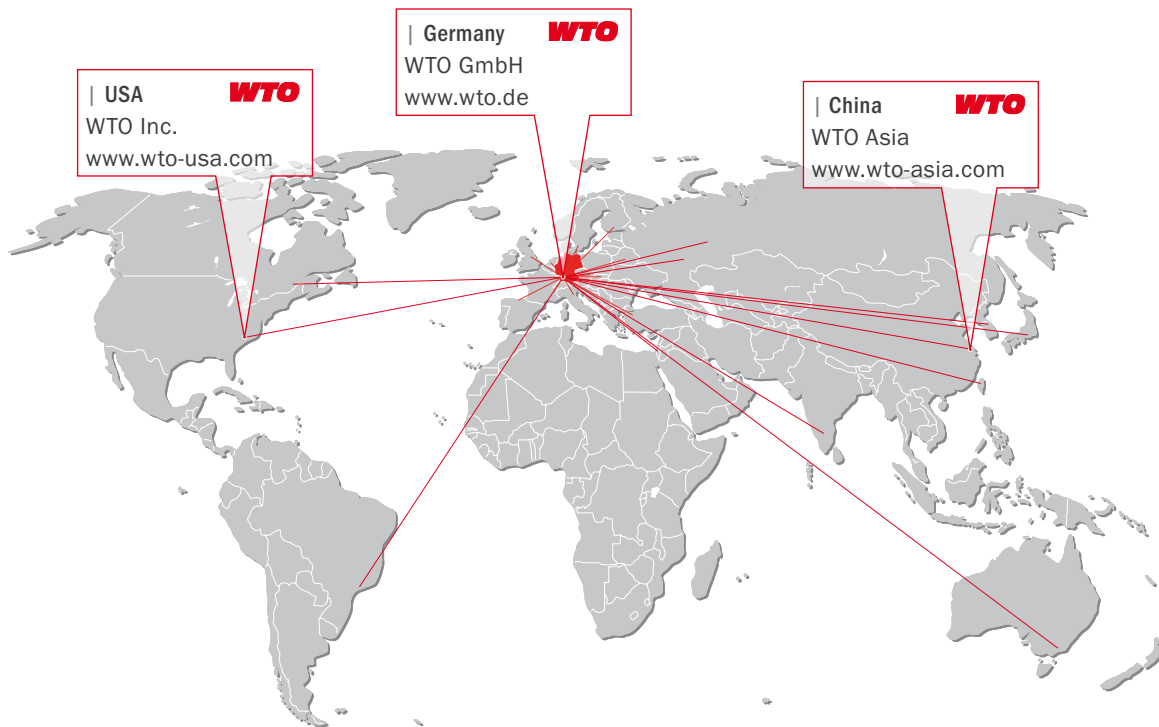 | Germany WTO
WTO GmbH
www.wto.de
| USA WTO
WTO Inc.
www.wto-usa.com
| China WTO
WTO Asia
www.wto-asia.com